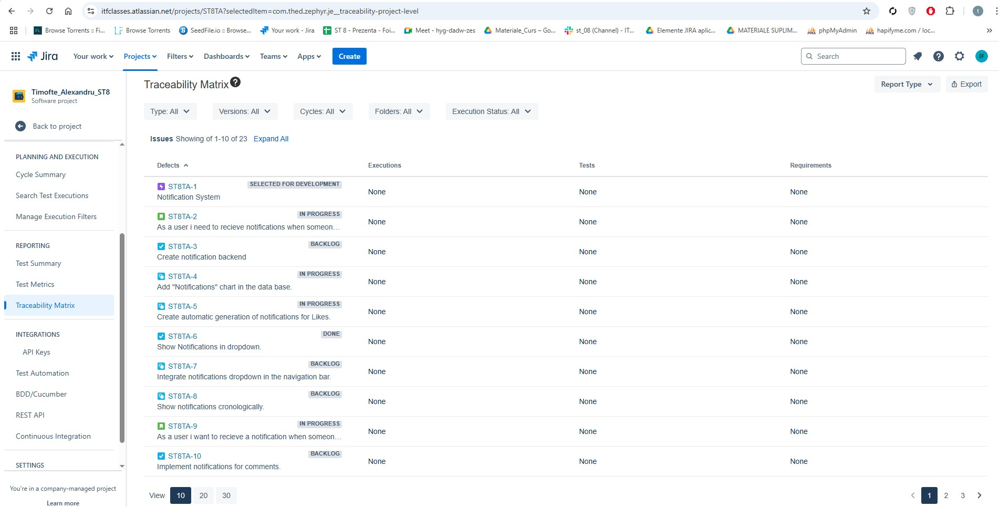 itfclasses.atlassian.net/projects/ST8TA?selectedItem=com.thed.zephyr.je__traceability-project-level
t
FL Browse Torrents :: Fi...
LF Browse Torrents
S SeedFile.io :: Browse...
Your work - Jira
ST 8 - Prezenta - Foi...
Meet - hyg-dadw-zes
Materiale_Curs – Go...
st_08 (Channel) - IT...
Elemente JIRA aplic...
MATERIALE SUPLIM...
PMA phpMyAdmin
PMA hapifyme.com / loc...
Jira
Your work
Projects
Filters
Dashboards
Teams
Apps
Create
Search
IF
Timofte_Alexandru_ST8
Software project
Back to project
PLANNING AND EXECUTION
Cycle Summary
Search Test Executions
Manage Execution Filters
REPORTING
Test Summary
Test Metrics
Traceability Matrix
INTEGRATIONS
API Keys
Test Automation
BDD/Cucumber
REST API
Continuous Integration
SETTINGS
You're in a company-managed project
Learn more
Traceability Matrix ?
Report Type
Export
Type: All
Versions: All
Cycles: All
Folders: All
Execution Status: All
Issues Showing of 1-10 of 23 Expand All
Defects Executions Tests Requirements
ST8TA-1 SELECTED FOR DEVELOPMENT
Notification System
None None None
ST8TA-2 IN PROGRESS
As a user i need to recieve notifications when someon...
None None None
ST8TA-3 BACKLOG
Create notification backend
None None None
ST8TA-4 IN PROGRESS
Add "Notifications" chart in the data base.
None None None
ST8TA-5 IN PROGRESS
Create automatic generation of notifications for Likes.
None None None
ST8TA-6 DONE
Show Notifications in dropdown.
None None None
ST8TA-7 BACKLOG
Integrate notifications dropdown in the navigation bar.
None None None
ST8TA-8 BACKLOG
Show notifications cronologically.
None None None
ST8TA-9 IN PROGRESS
As a user i want to recieve a notification when someon...
None None None
ST8TA-10 BACKLOG
Implement notifications for comments.
None None None
View 10 20 30
1 2 3